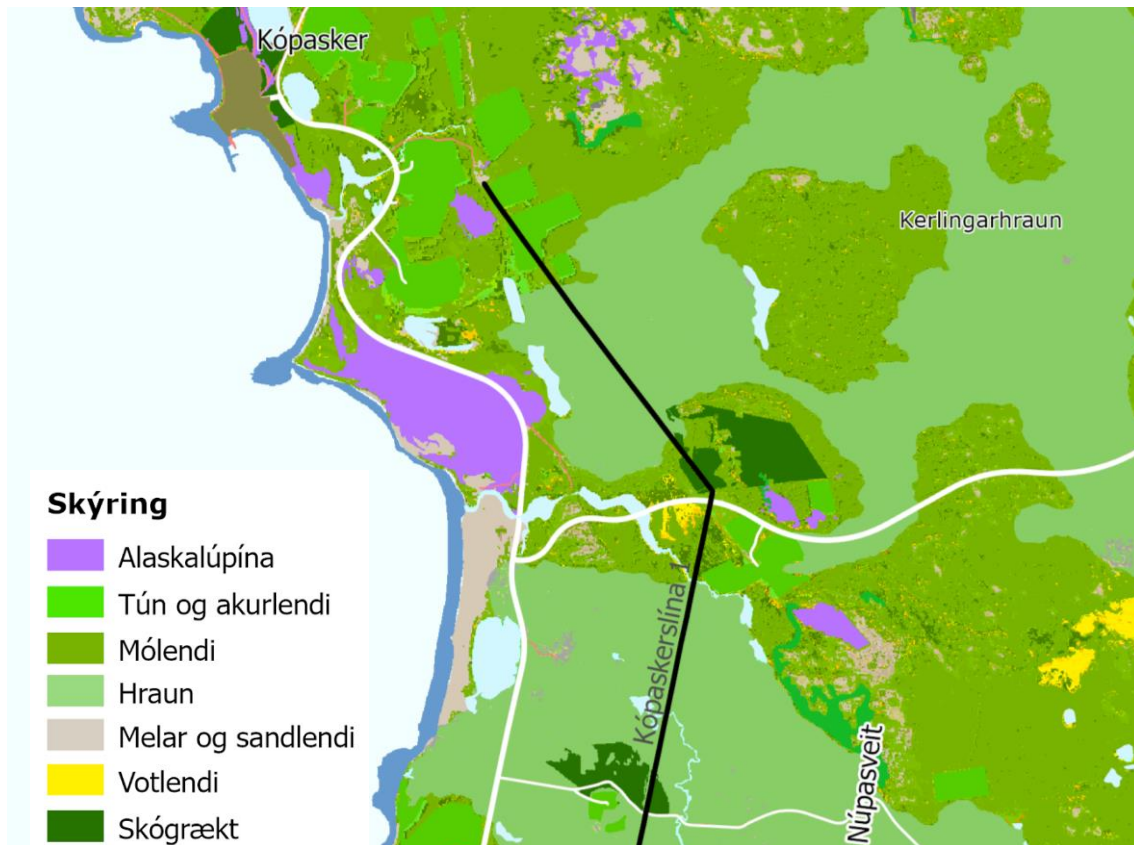 Kópasker
Kerlingarhraun
Kópaskerslína 1
Núpasveit
Skýring
Alaskalúpína
Tún og akurlendi
Mólendi
Hraun
Melar og sandlendi
Votlendi
Skógrækt